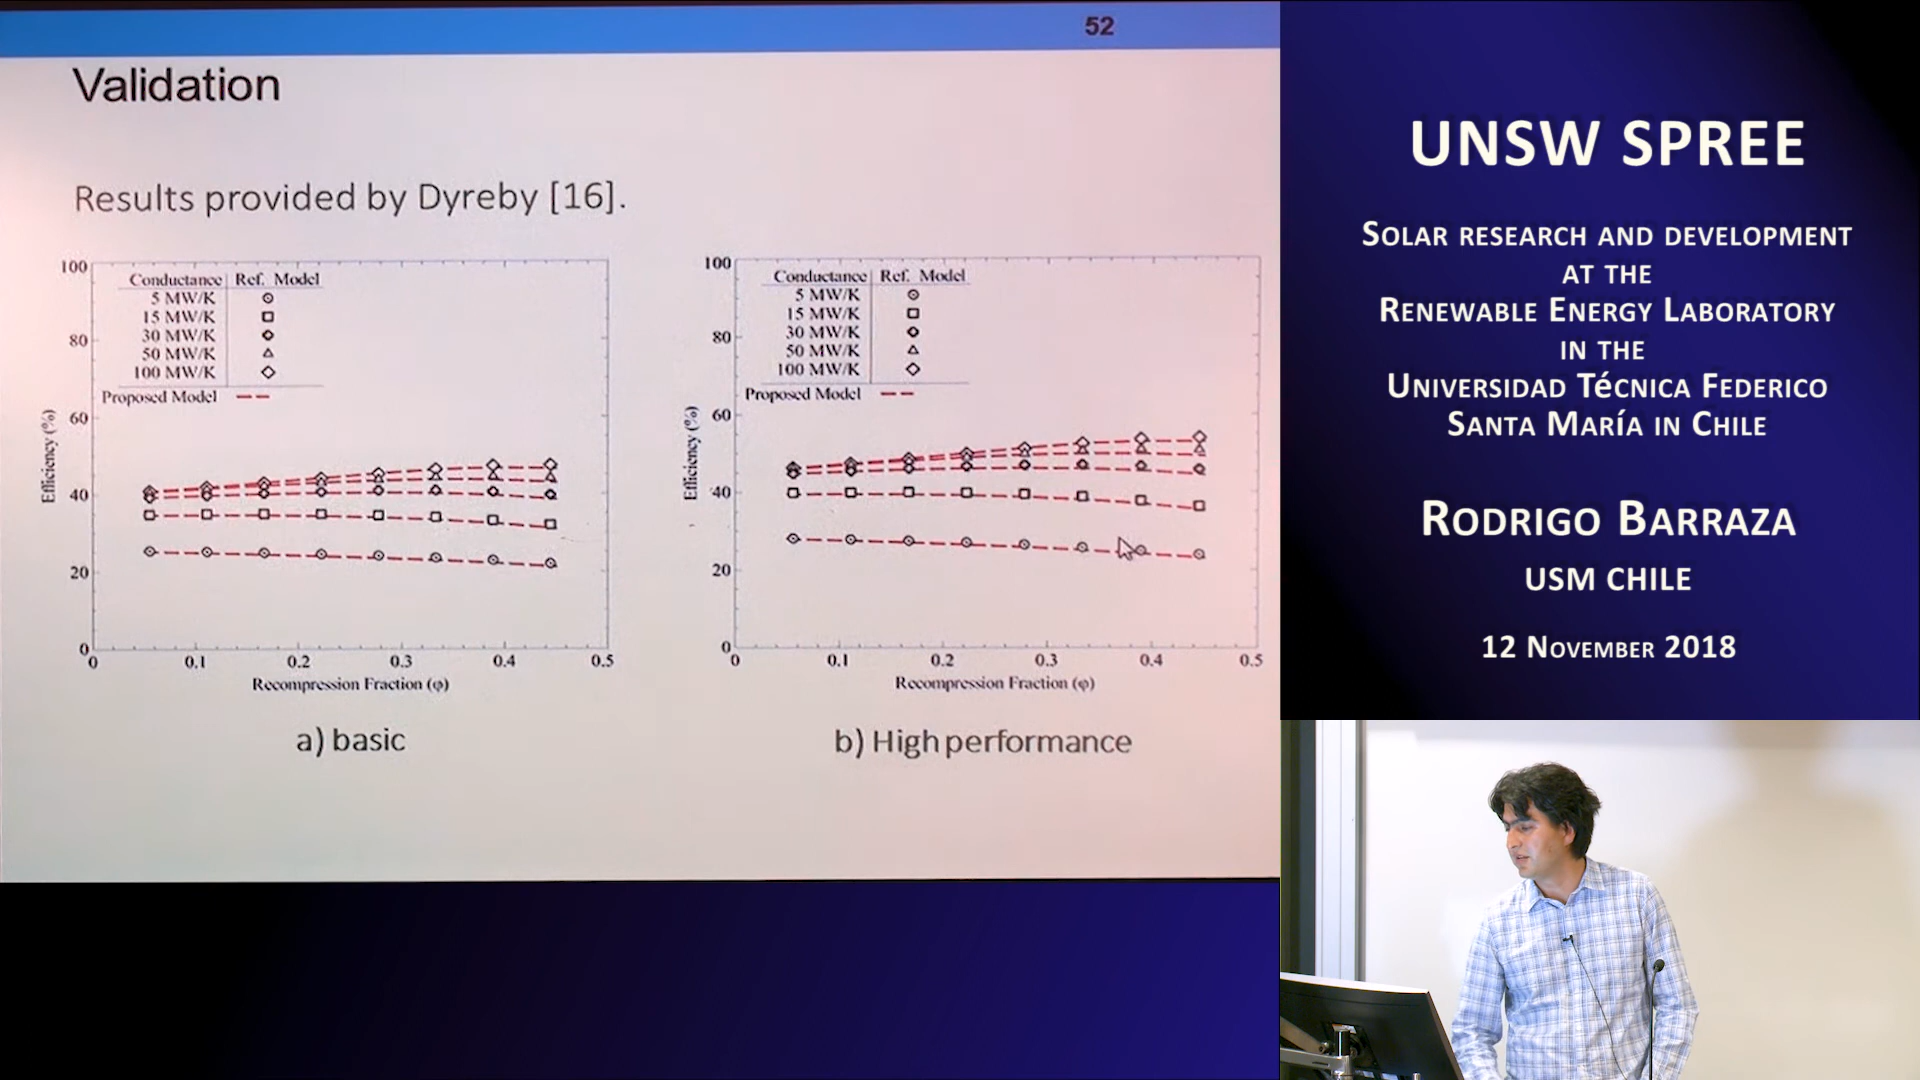 52
Validation
Results provided by Dyreby [16].
100
80
60
40
20
0
Efficiency (%)
Conductance Ref. Model
5 MW/K
15 MW/K
30 MW/K
50 MW/K
100 MW/K
Proposed Model
0 0.1 0.2 0.3 0.4 0.5
Recompression Fraction (φ)
a) basic
100
80
60
40
20
0
Efficiency (%)
Conductance Ref. Model
5 MW/K
15 MW/K
30 MW/K
50 MW/K
100 MW/K
Proposed Model
0 0.1 0.2 0.3 0.4 0.5
Recompression Fraction (φ)
b) High performance
UNSW SPREE
SOLAR RESEARCH AND DEVELOPMENT
AT THE
RENEWABLE ENERGY LABORATORY
IN THE
UNIVERSIDAD TéCNICA FEDERICO
SANTA MARíA IN CHILE
RODRIGO BARRAZA
USM CHILE
12 NOVEMBER 2018